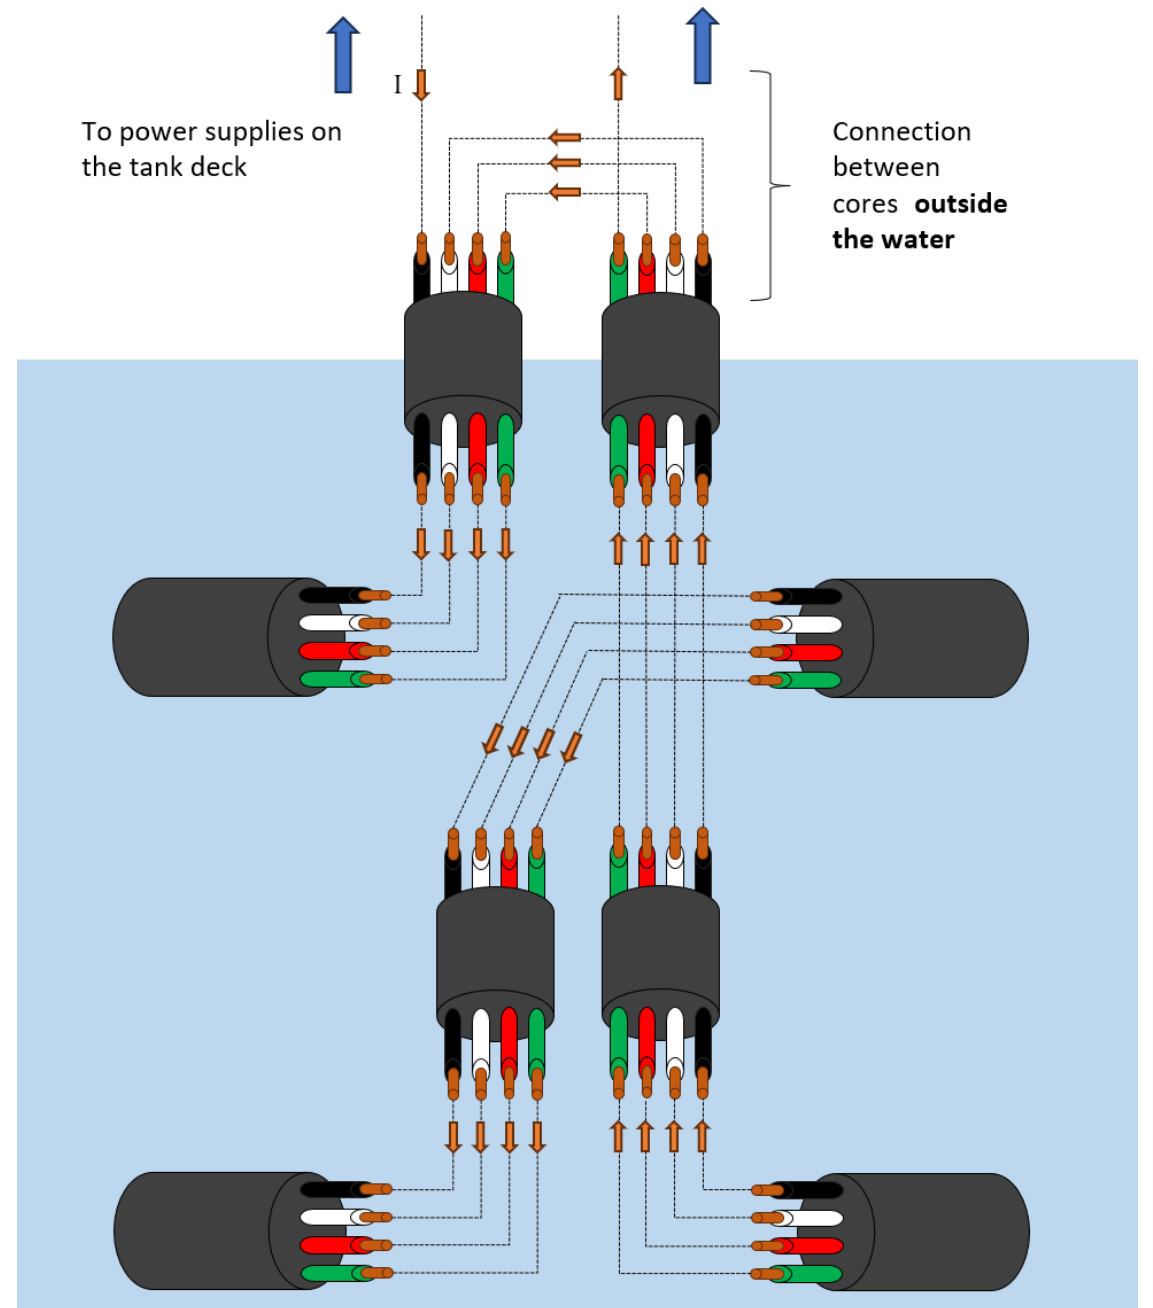 I
To power supplies on
the tank deck
Connection
between
cores outside
the water